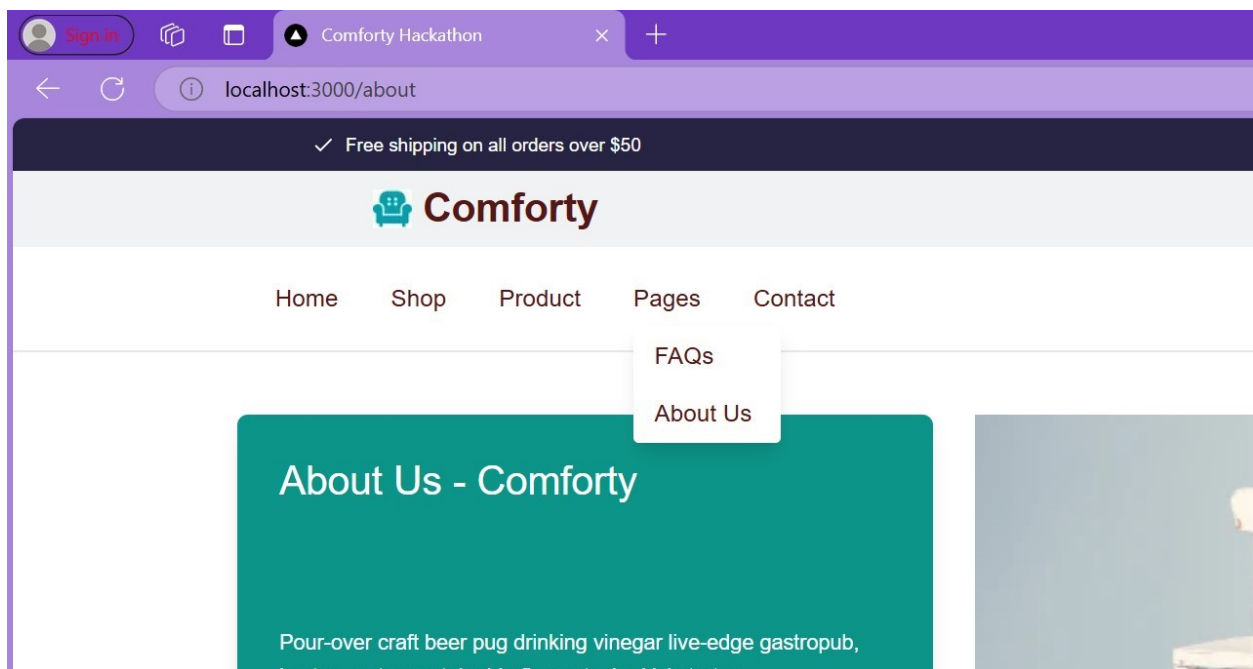 Sign in
Comforty Hackathon
localhost:3000/about
Free shipping on all orders over $50
Comforty
Home Shop Product Pages Contact
FAQs
About Us
About Us - Comforty
Pour-over craft beer pug drinking vinegar live-edge gastropub,